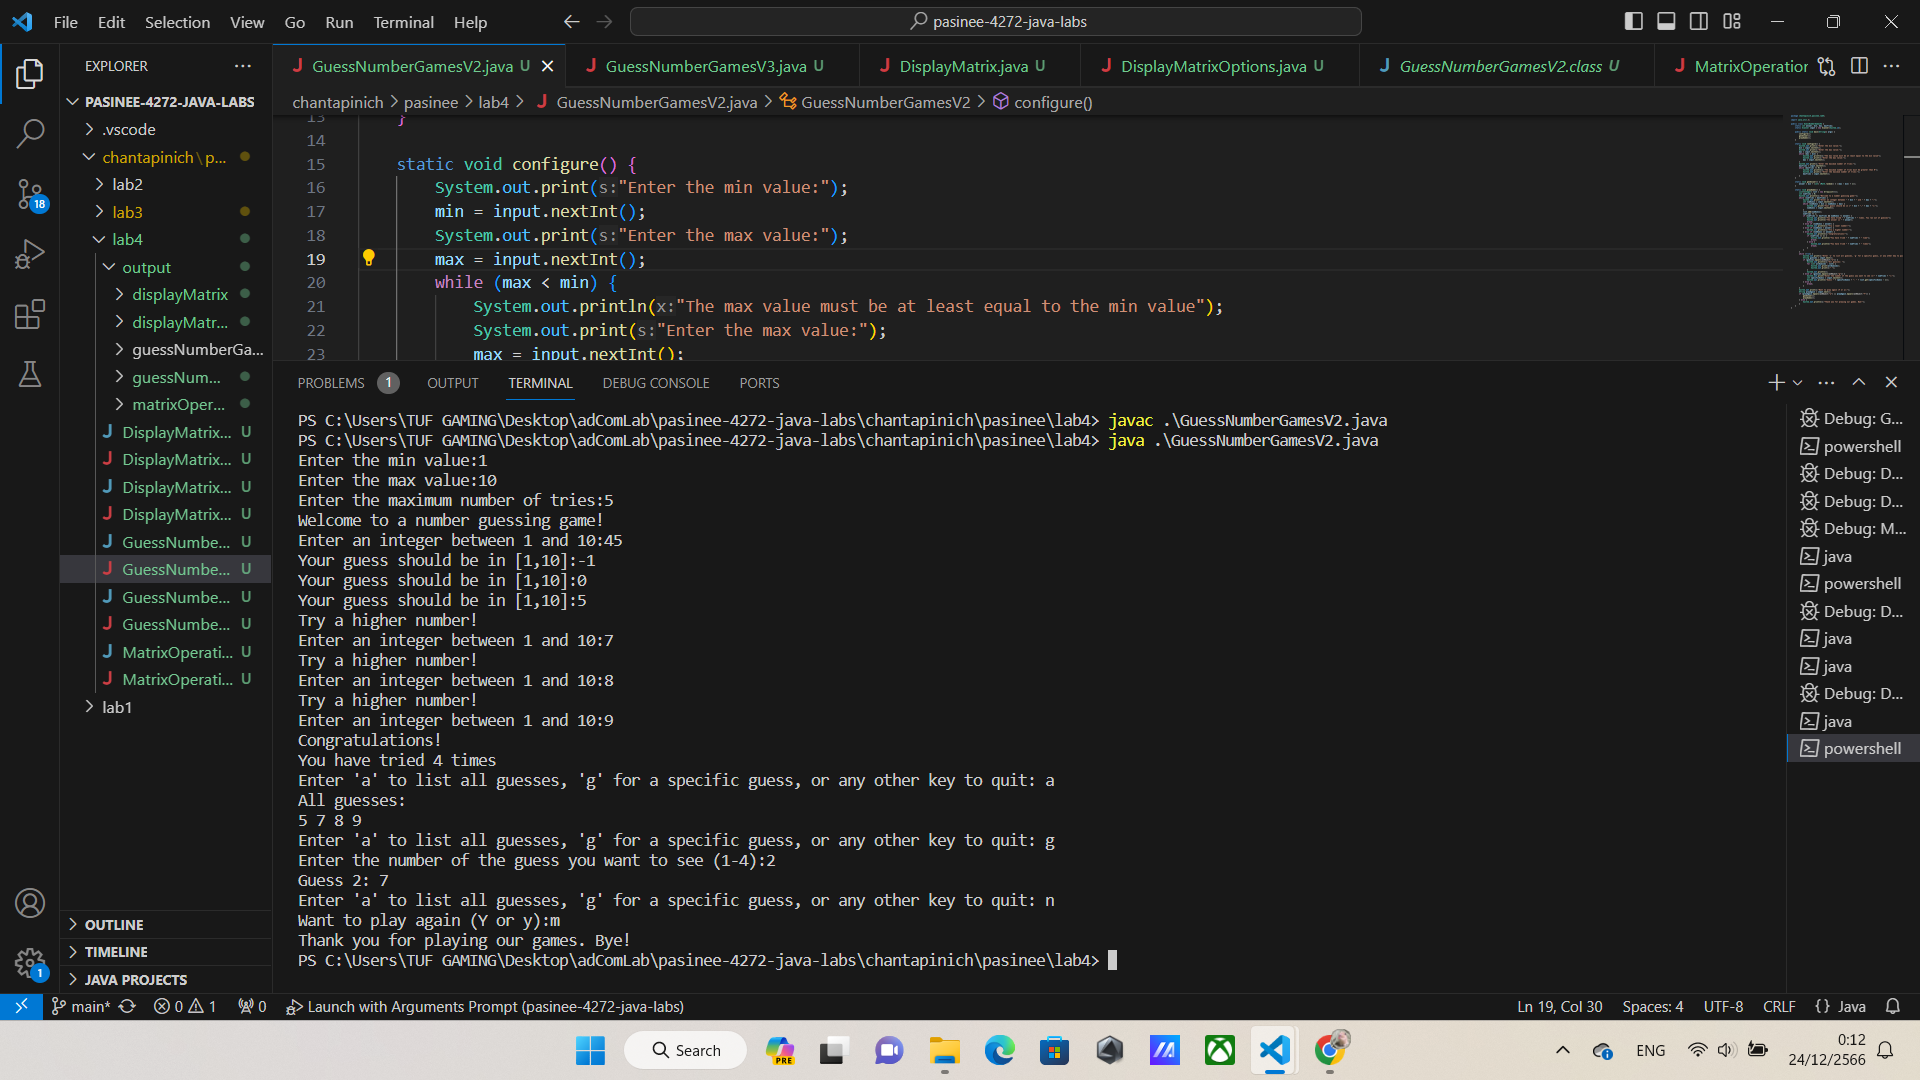 File Edit Selection View Go Run Terminal Help
pasinee-4272-java-labs
EXPLORER
PASINEE-4272-JAVA-LABS
.vscode
chantapinich\p...
lab2
lab3
lab4
output
displayMatrix
displayMatr...
guessNumberGa...
guessNum...
matrixOper...
J DisplayMatrix... U
J DisplayMatrix... U
J DisplayMatrix... U
J DisplayMatrix... U
J GuessNumbe... U
J GuessNumbe... U
J GuessNumbe... U
J GuessNumbe... U
J MatrixOperati... U
J MatrixOperati... U
lab1
OUTLINE
TIMELINE
JAVA PROJECTS
18
1
J GuessNumberGamesV2.java U
J GuessNumberGamesV3.java U
J DisplayMatrix.java U
J DisplayMatrixOptions.java U
J GuessNumberGamesV2.class U
J MatrixOperatior
chantapinich > pasinee > lab4 > J GuessNumberGamesV2.java > GuessNumberGamesV2 > configure()
13 }
14
15 static void configure() {
16 System.out.print(s:"Enter the min value:");
17 min = input.nextInt();
18 System.out.print(s:"Enter the max value:");
19 max = input.nextInt();
20 while (max < min) {
21 System.out.println(x:"The max value must be at least equal to the min value");
22 System.out.print(s:"Enter the max value:");
23 max = input.nextInt();
PROBLEMS 1 OUTPUT TERMINAL DEBUG CONSOLE PORTS
PS C:\Users\TUF GAMING\Desktop\adComLab\pasinee-4272-java-labs\chantapinich\pasinee\lab4> javac .\GuessNumberGamesV2.java
PS C:\Users\TUF GAMING\Desktop\adComLab\pasinee-4272-java-labs\chantapinich\pasinee\lab4> java .\GuessNumberGamesV2.java
Enter the min value:1
Enter the max value:10
Enter the maximum number of tries:5
Welcome to a number guessing game!
Enter an integer between 1 and 10:45
Your guess should be in [1,10]:-1
Your guess should be in [1,10]:0
Your guess should be in [1,10]:5
Try a higher number!
Enter an integer between 1 and 10:7
Try a higher number!
Enter an integer between 1 and 10:8
Try a higher number!
Enter an integer between 1 and 10:9
Congratulations!
You have tried 4 times
Enter 'a' to list all guesses, 'g' for a specific guess, or any other key to quit: a
All guesses:
5 7 8 9
Enter 'a' to list all guesses, 'g' for a specific guess, or any other key to quit: g
Enter the number of the guess you want to see (1-4):2
Guess 2: 7
Enter 'a' to list all guesses, 'g' for a specific guess, or any other key to quit: n
Want to play again (Y or y):m
Thank you for playing our games. Bye!
PS C:\Users\TUF GAMING\Desktop\adComLab\pasinee-4272-java-labs\chantapinich\pasinee\lab4>
Debug: G...
powershell
Debug: D...
Debug: D...
Debug: M...
java
powershell
Debug: D...
java
java
Debug: D...
java
powershell
main* 0 1 0 Launch with Arguments Prompt (pasinee-4272-java-labs)
Ln 19, Col 30 Spaces: 4 UTF-8 CRLF {} Java
Search
PRE
ENG
0:12
24/12/2566